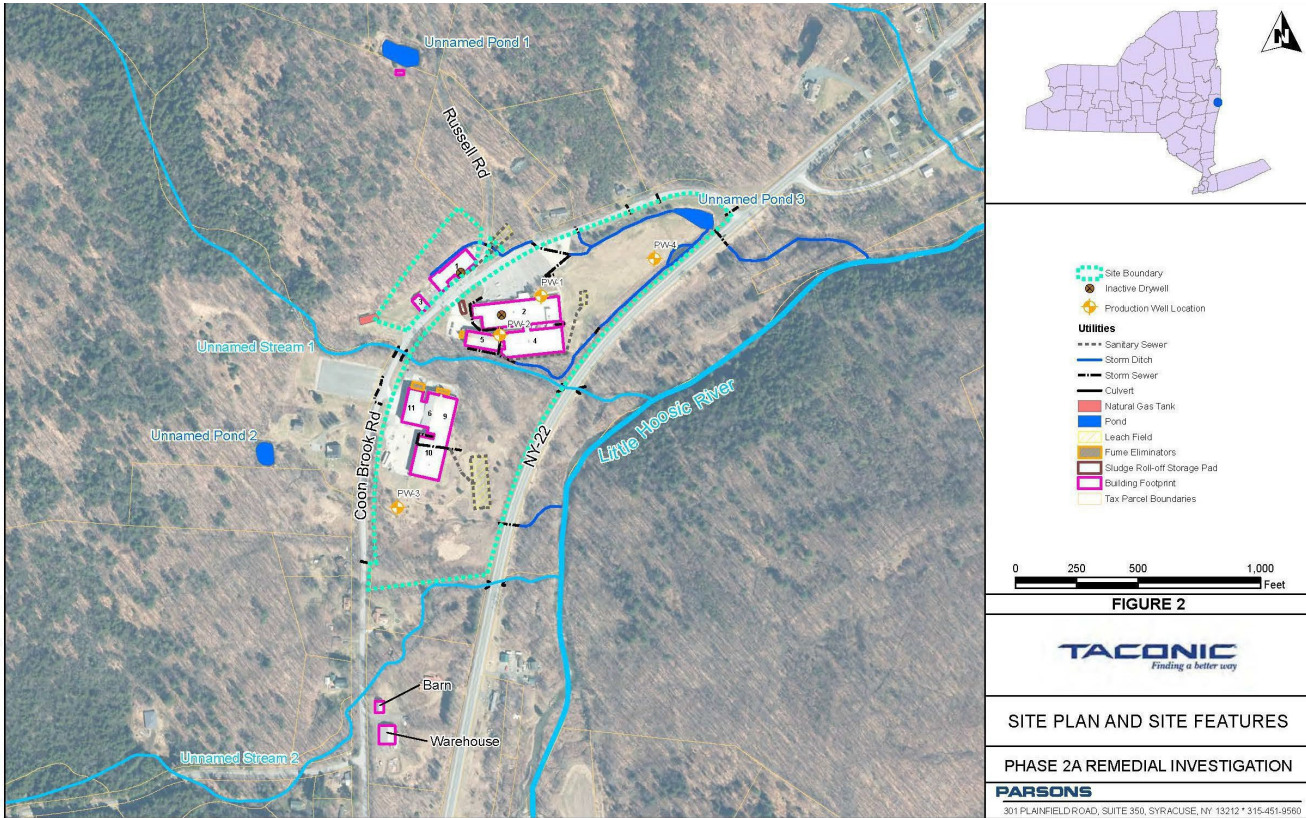 Unnamed Pond 1
Russell Rd
Unnamed Pond 3
PW-4
1
3
PW-1
2
PW-2
5
4
Unnamed Stream 1
11
6
9
10
Unnamed Pond 2
Coon Brook Rd
NY-22
Little Hoosic River
PW-3
Barn
Warehouse
Unnamed Stream 2
N
Site Boundary
Inactive Drywell
Production Well Location
Utilities
Sanitary Sewer
Storm Ditch
Storm Sewer
Culvert
Natural Gas Tank
Pond
Leach Field
Fume Eliminators
Sludge Roll-off Storage Pad
Building Footprint
Tax Parcel Boundaries
0 250 500 1,000
Feet
FIGURE 2
TACONIC
Finding a better way
SITE PLAN AND SITE FEATURES
PHASE 2A REMEDIAL INVESTIGATION
PARSONS
301 PLAINFIELD ROAD, SUITE 350, SYRACUSE, NY 13212 * 315-451-9560